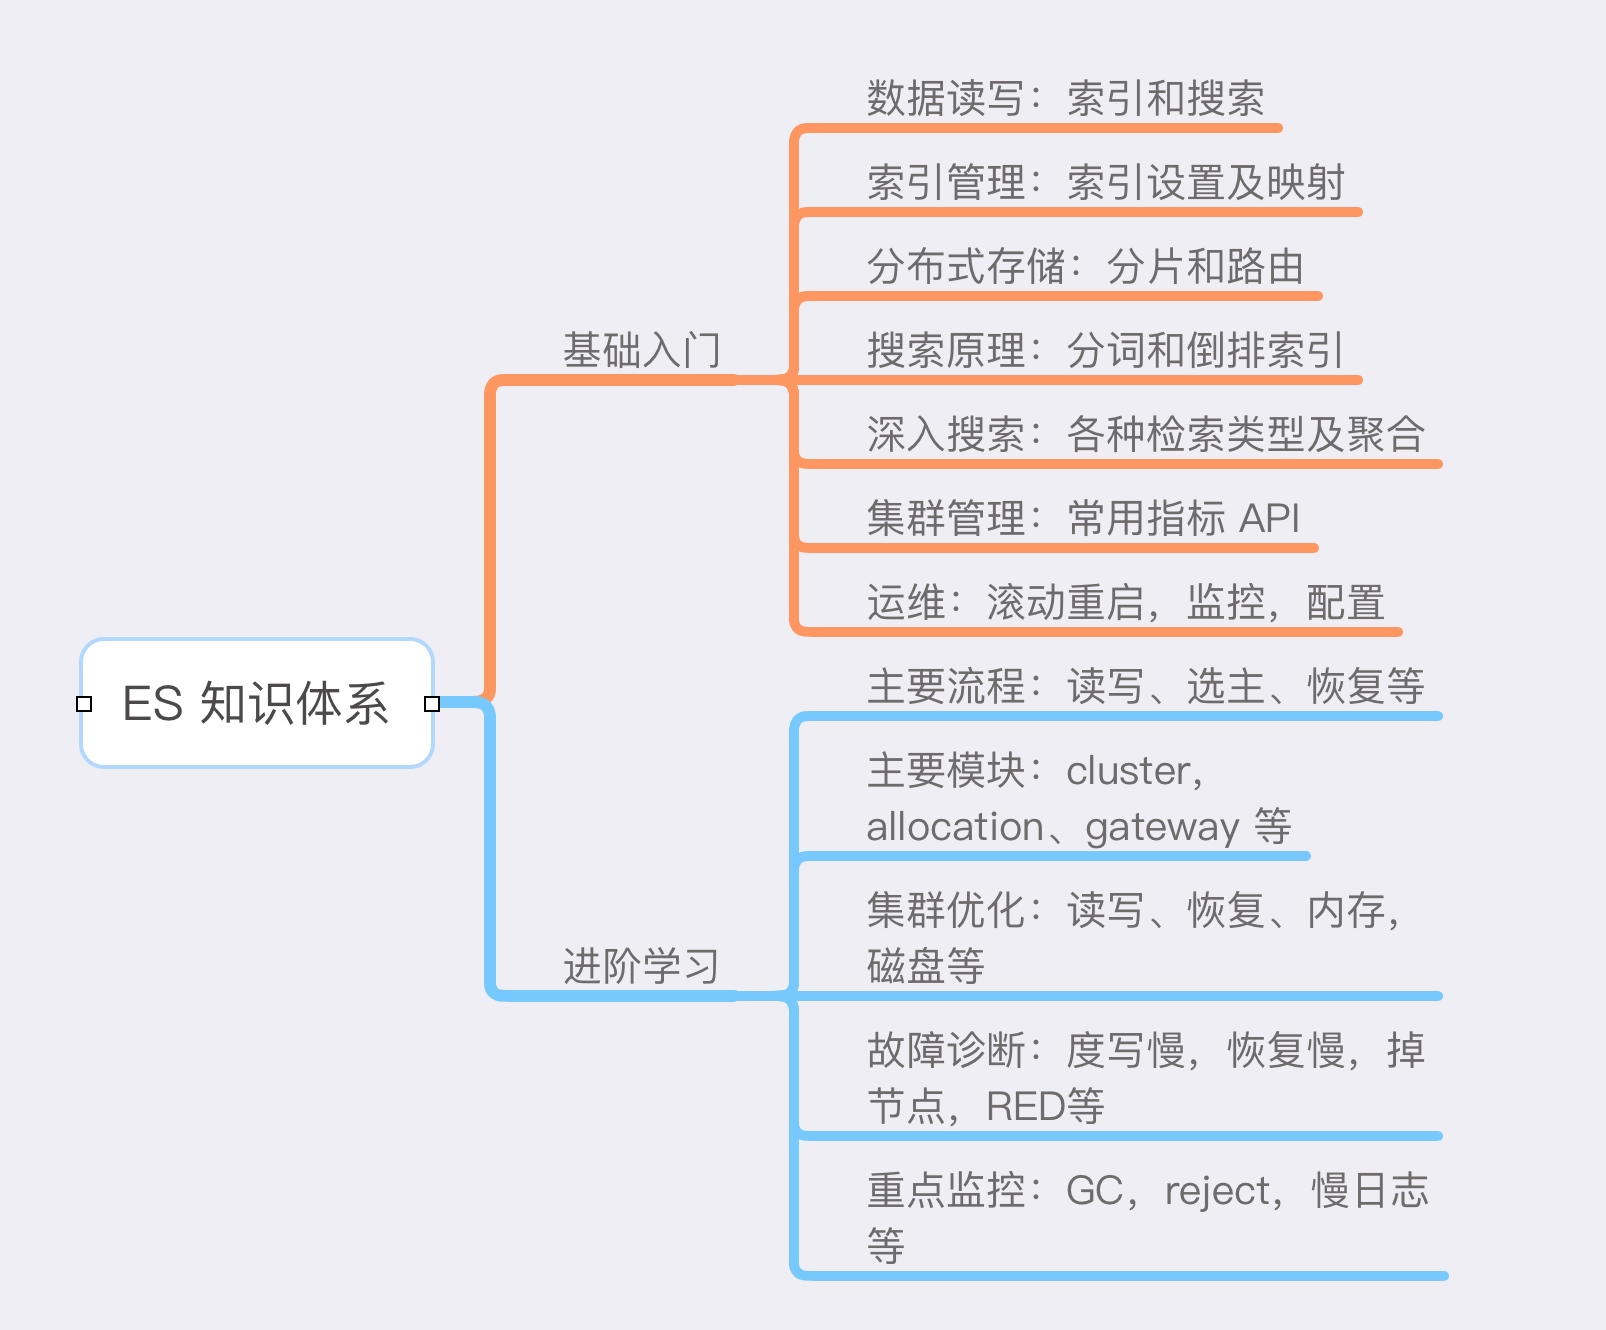 数据读写：索引和搜索
索引管理：索引设置及映射
分布式存储：分片和路由
基础入门
搜索原理：分词和倒排索引
深入搜索：各种检索类型及聚合
集群管理：常用指标 API
运维：滚动重启，监控，配置
ES 知识体系
主要流程：读写、选主、恢复等
主要模块：cluster，
allocation、gateway 等
集群优化：读写、恢复、内存，
磁盘等
进阶学习
故障诊断：度写慢，恢复慢，掉
节点，RED等
重点监控：GC，reject，慢日志
等